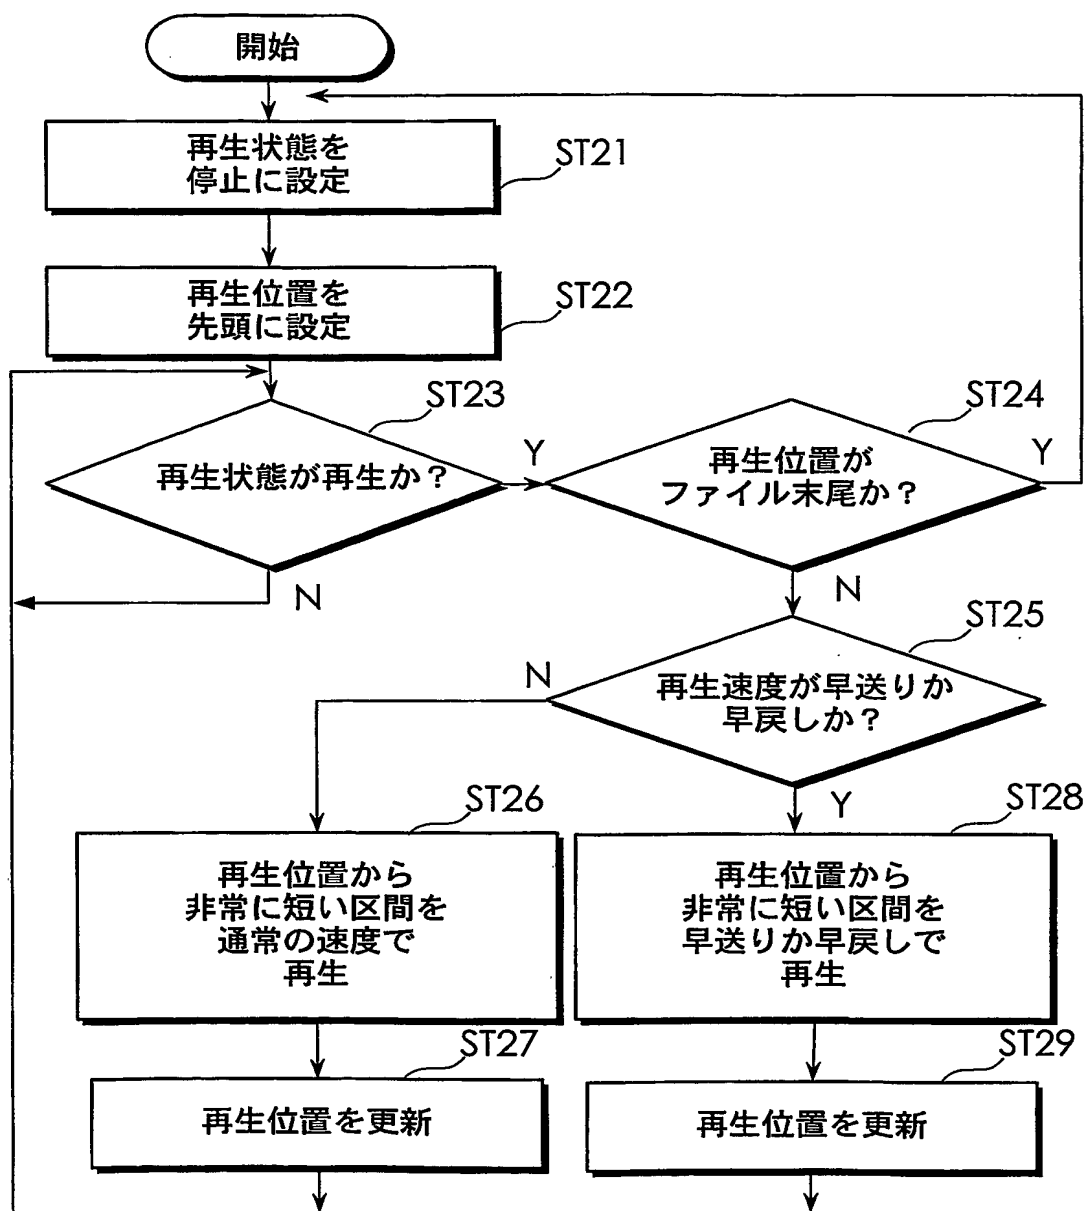 開始
再生状態を
停止に設定
ST21
再生位置を
先頭に設定
ST22
ST23
再生状態が再生か？
Y
N
ST24
再生位置が
ファイル末尾か？
Y
N
ST25
再生速度が早送りか
早戻しか？
N
Y
ST26
再生位置から
非常に短い区間を
通常の速度で
再生
ST28
再生位置から
非常に短い区間を
早送りか早戻しで
再生
ST27
再生位置を更新
ST29
再生位置を更新